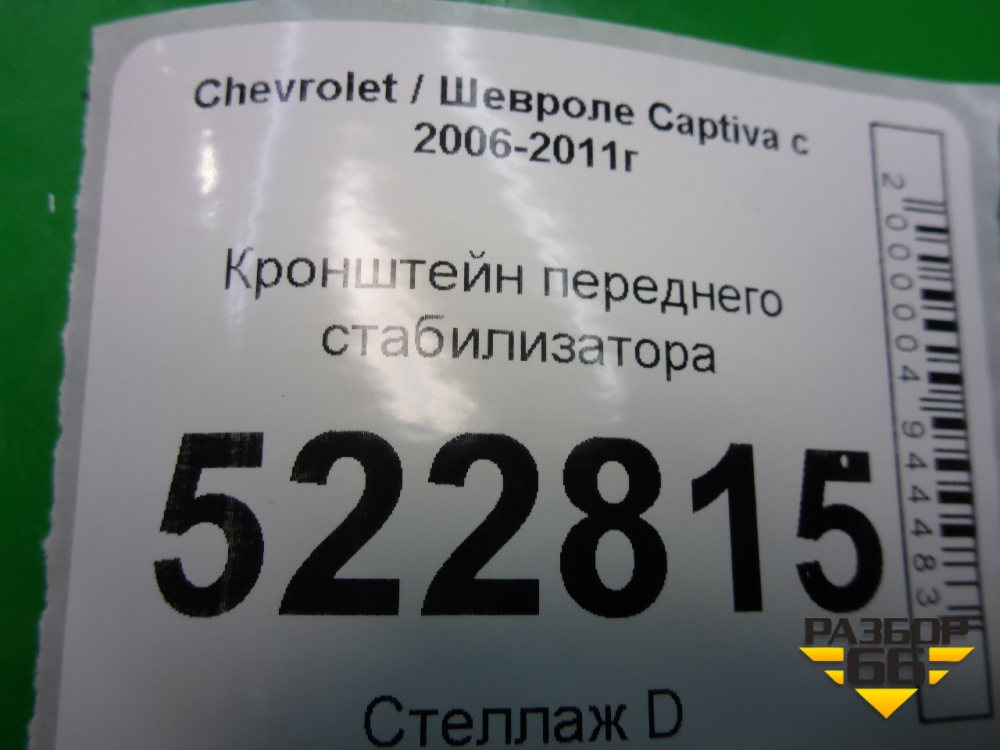 Chevrolet / Шевроле Captiva с
2006-2011г
Кронштейн переднего
стабилизатора
522815
Стеллаж D
2000004944483
РАЗБОР
66